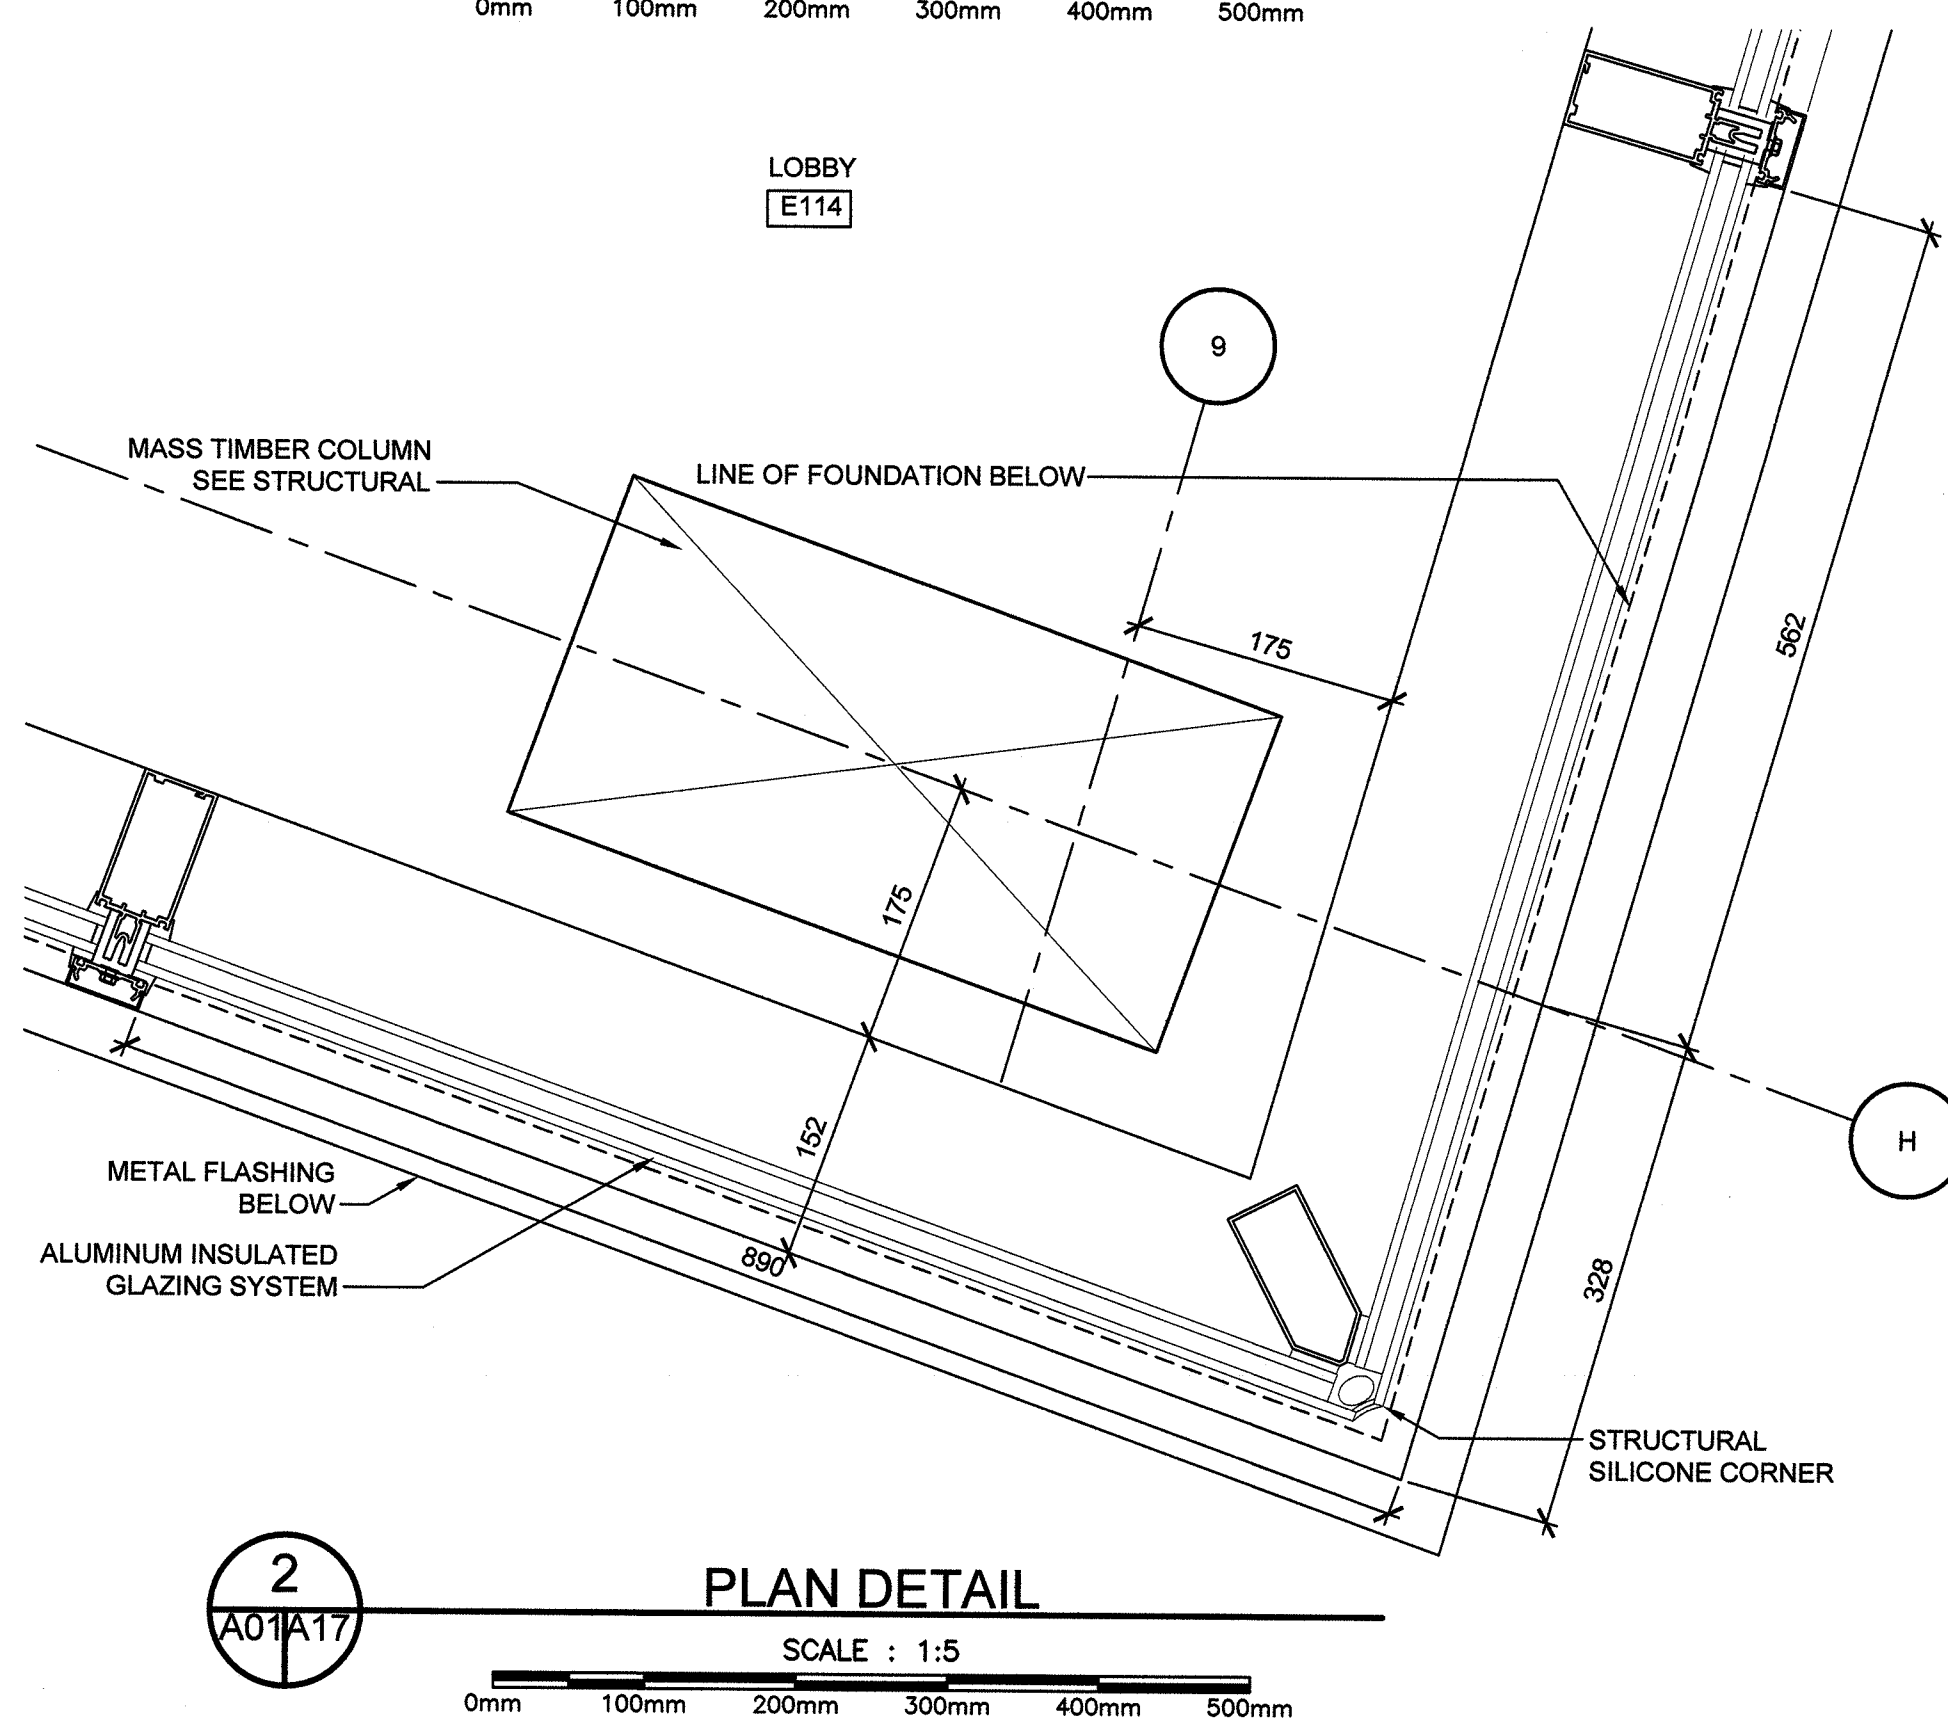 0mm 100mm 200mm 300mm 400mm 500mm
LOBBY
E114
9
MASS TIMBER COLUMN
SEE STRUCTURAL
LINE OF FOUNDATION BELOW
175
562
175
152
890
METAL FLASHING
BELOW
ALUMINUM INSULATED
GLAZING SYSTEM
H
328
STRUCTURAL
SILICONE CORNER
2
A01 A17
PLAN DETAIL
SCALE : 1:5
0mm 100mm 200mm 300mm 400mm 500mm